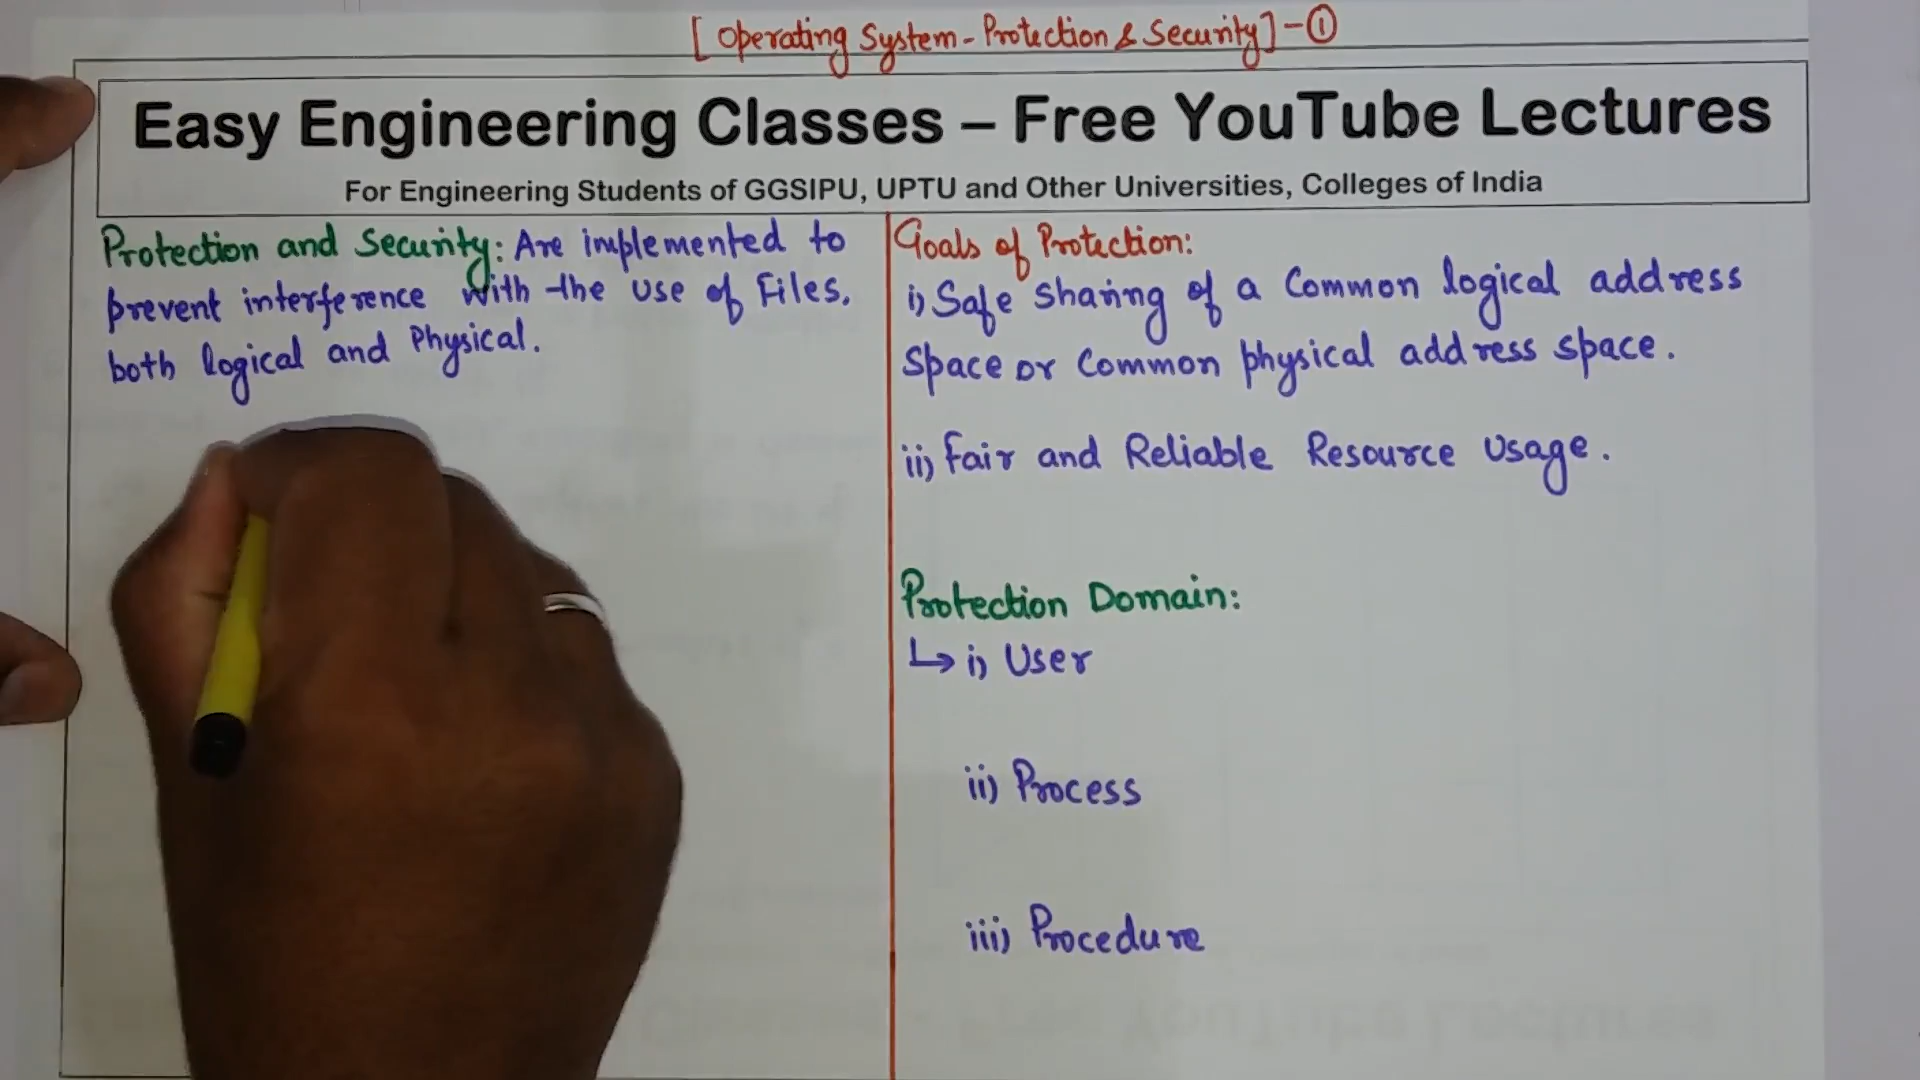 [Operating System - Protection & Security] - ①
Easy Engineering Classes – Free YouTube Lectures
For Engineering Students of GGSIPU, UPTU and Other Universities, Colleges of India
Protection and Security: Are implemented to
prevent interference with the use of Files,
both logical and Physical.
Goals of Protection:
i) Safe Sharing of a Common logical address
Space or Common physical address space.
ii) Fair and Reliable Resource Usage.
Protection Domain:
↳ i) User
ii) Process
iii) Procedure